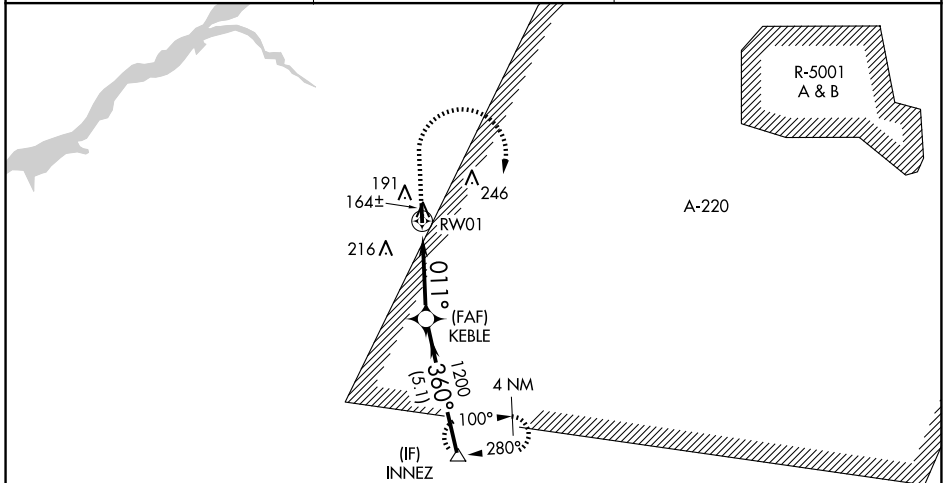 R-5001
A & B
191
246
164±
A-220
RW01
216
011°
(FAF)
KEBLE
1200
360°
(5.1)
4 NM
100°
280°
(IF)
INNEZ